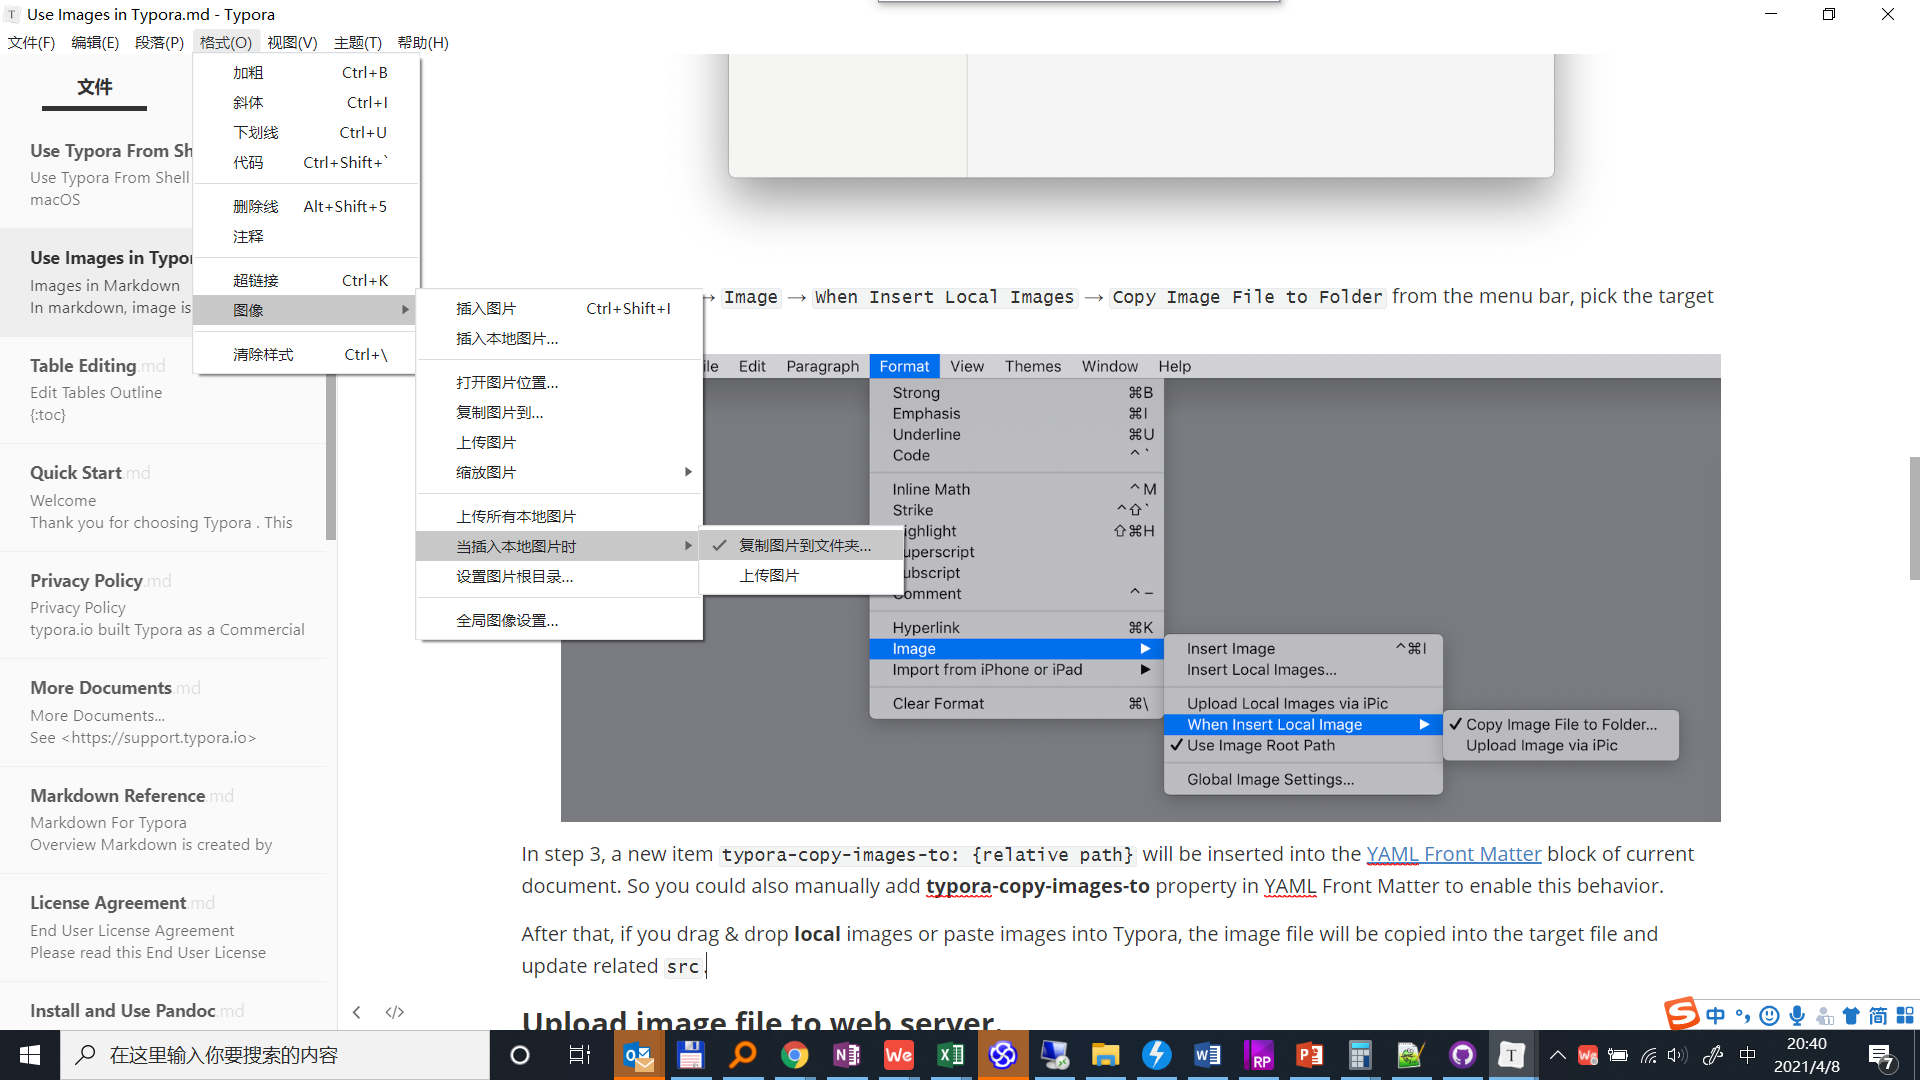 Use Images in Typora.md - Typora
文件(F) 编辑(E) 段落(P) 格式(O) 视图(V) 主题(T) 帮助(H)
文件
Use Typora From Sh
Use Typora From Shell
macOS
Use Images in Typor
Images in Markdown
In markdown, image is
Table Editing.md
Edit Tables Outline
{:toc}
Quick Start.md
Welcome
Thank you for choosing Typora . This
Privacy Policy.md
Privacy Policy
typora.io built Typora as a Commercial
More Documents.md
More Documents...
See <https://support.typora.io>
Markdown Reference.md
Markdown For Typora
Overview Markdown is created by
License Agreement.md
End User License Agreement
Please read this End User License
Install and Use Pandoc.md
加粗 Ctrl+B
斜体 Ctrl+I
下划线 Ctrl+U
代码 Ctrl+Shift+`
删除线 Alt+Shift+5
注释
超链接 Ctrl+K
图像
清除样式 Ctrl+\
插入图片 Ctrl+Shift+I
插入本地图片...
打开图片位置...
复制图片到...
上传图片
缩放图片
上传所有本地图片
当插入本地图片时
设置图片根目录...
全局图像设置...
✓ 复制图片到文件夹...
上传图片
→ Image → When Insert Local Images → Copy Image File to Folder from the menu bar, pick the target
ile Edit Paragraph Format View Themes Window Help
Strong ⌘B
Emphasis ⌘I
Underline ⌘U
Code ^`
Inline Math ^M
Strike ^⇧`
ighlight ⇧⌘H
uperscript
ubscript
Comment ^–
Hyperlink ⌘K
Image
Import from iPhone or iPad
Clear Format ⌘\
Insert Image ^⌘I
Insert Local Images...
Upload Local Images via iPic
When Insert Local Image
✓ Use Image Root Path
Global Image Settings...
✓ Copy Image File to Folder...
Upload Image via iPic
In step 3, a new item typora-copy-images-to: {relative path} will be inserted into the YAML Front Matter block of current
document. So you could also manually add typora-copy-images-to property in YAML Front Matter to enable this behavior.
After that, if you drag & drop local images or paste images into Typora, the image file will be copied into the target file and
update related src.
Upload image file to web server.
中 简
在这里输入你要搜索的内容
We
RP
T
中
20:40
2021/4/8
7